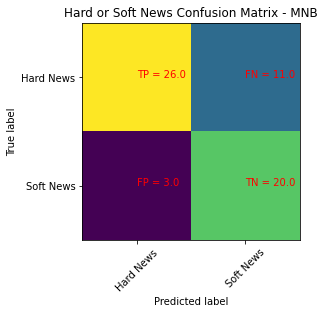 Hard or Soft News Confusion Matrix - MNB
True label
Hard News
TP = 26.0
FN = 11.0
Soft News
FP = 3.0
TN = 20.0
Hard News
Soft News
Predicted label